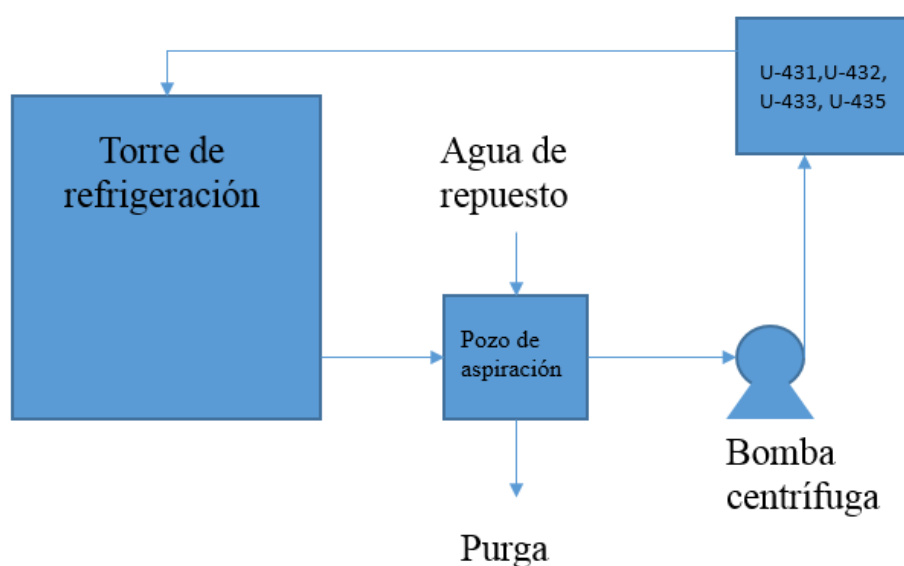 U-431,U-432,
U-433, U-435
Torre de
refrigeración
Agua de
repuesto
Pozo de
aspiración
Bomba
centrífuga
Purga